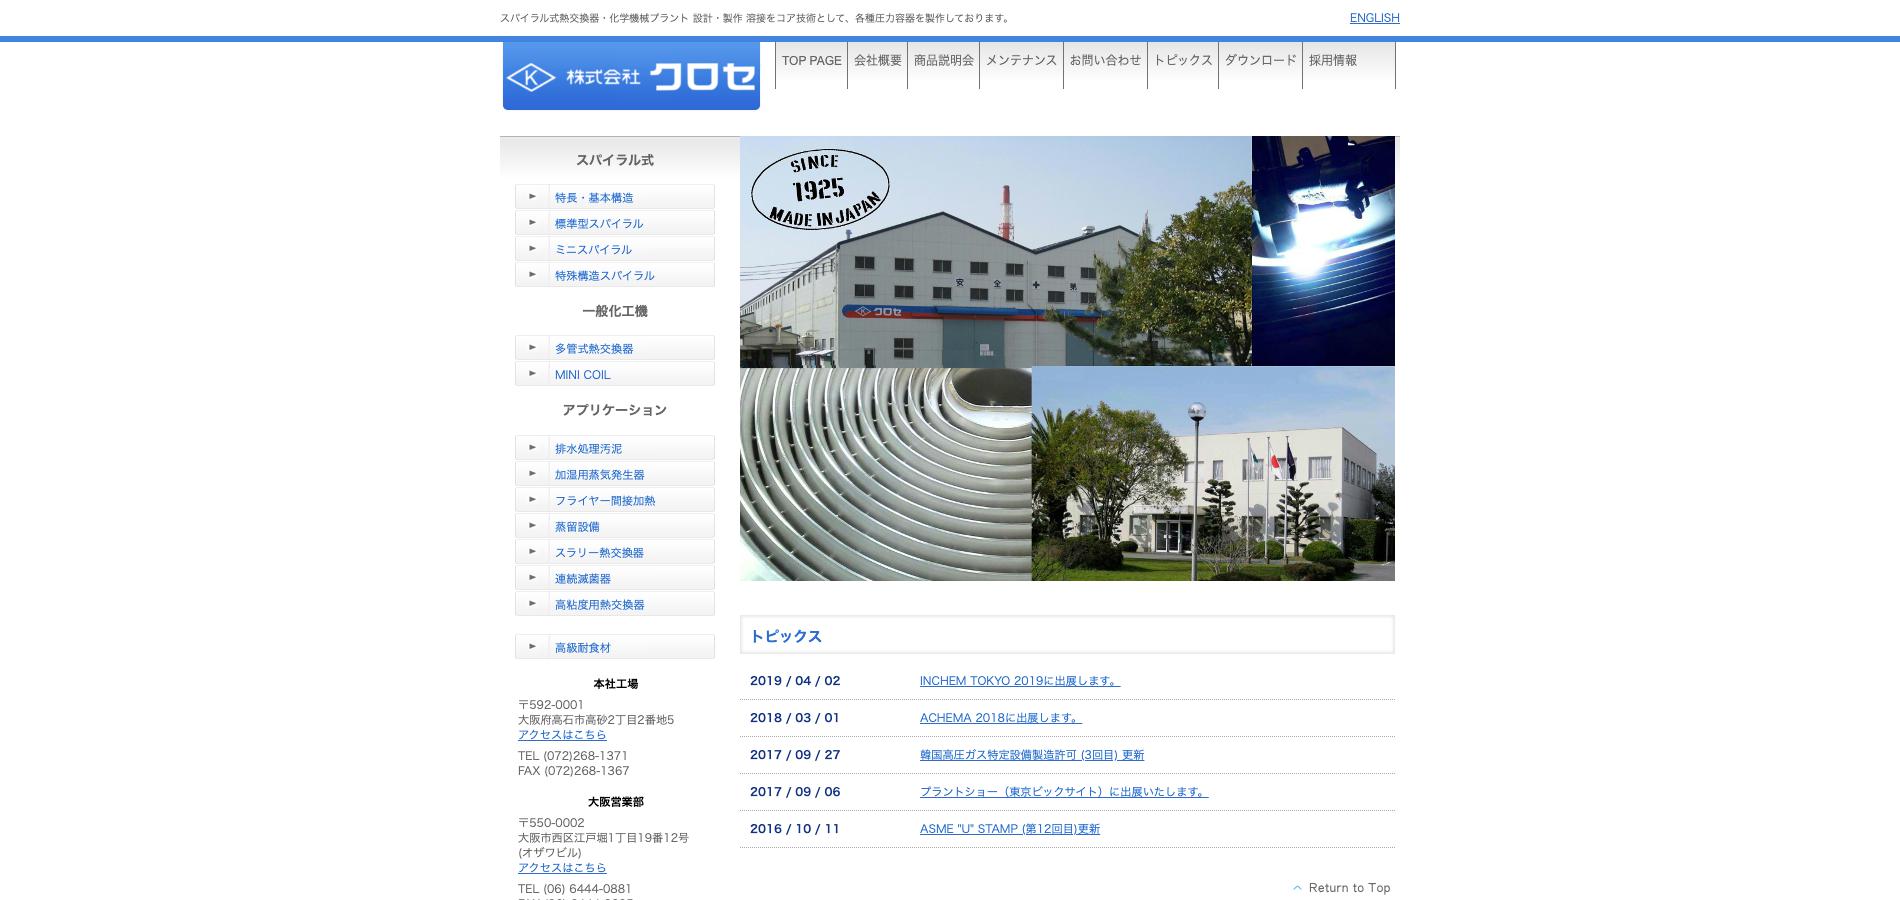 スパイラル式熱交換器・化学機械プラント 設計・製作 溶接をコア技術として、各種圧力容器を製作しております。
ENGLISH
K 株式会社 クロセ
TOP PAGE
会社概要
商品説明会
メンテナンス
お問い合わせ
トピックス
ダウンロード
採用情報
スパイラル式
特長・基本構造
標準型スパイラル
ミニスパイラル
特殊構造スパイラル
一般化工機
多管式熱交換器
MINI COIL
アプリケーション
排水処理汚泥
加温用蒸気発生器
フライヤー間接加熱
蒸留設備
スラリー熱交換器
連続滅菌器
高粘度用熱交換器
高級耐食材
本社工場
〒592-0001
大阪府高石市高砂2丁目2番地5
アクセスはこちら
TEL (072)268-1371
FAX (072)268-1367
大阪営業部
〒550-0002
大阪市西区江戸堀1丁目19番12号
(オザワビル)
アクセスはこちら
TEL (06) 6444-0881
SINCE
1925
MADE IN JAPAN
安全十第
K クロセ
トピックス
2019 / 04 / 02 INCHEM TOKYO 2019に出展します。
2018 / 03 / 01 ACHEMA 2018に出展します。
2017 / 09 / 27 韓国高圧ガス特定設備製造許可 (3回目) 更新
2017 / 09 / 06 プラントショー（東京ビックサイト）に出展いたします。
2016 / 10 / 11 ASME "U" STAMP (第12回目)更新
Return to Top